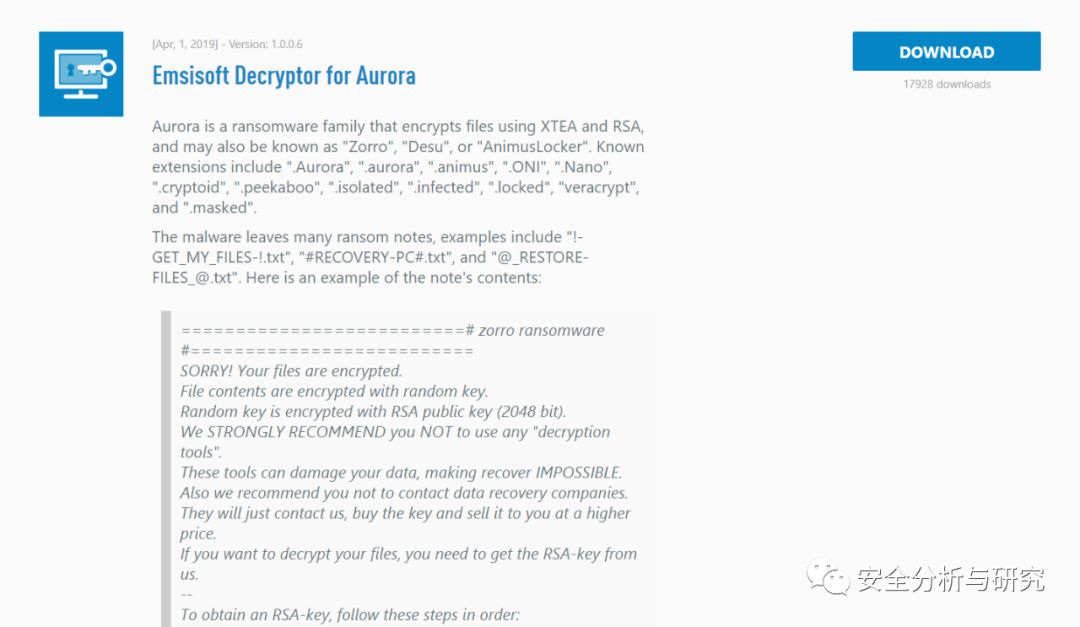 [Apr, 1, 2019] - Version: 1.0.0.6
Emsisoft Decryptor for Aurora
DOWNLOAD
17928 downloads
Aurora is a ransomware family that encrypts files using XTEA and RSA,
and may also be known as "Zorro", "Desu", or "AnimusLocker". Known
extensions include ".Aurora", ".aurora", ".animus", ".ONI", ".Nano",
".cryptoid", ".peekaboo", ".isolated", ".infected", ".locked", "veracrypt",
and ".masked".
The malware leaves many ransom notes, examples include "!-
GET_MY_FILES-!.txt", "#RECOVERY-PC#.txt", and "@_RESTORE-
FILES_@.txt". Here is an example of the note's contents:
==========================# zorro ransomware
#==========================
SORRY! Your files are encrypted.
File contents are encrypted with random key.
Random key is encrypted with RSA public key (2048 bit).
We STRONGLY RECOMMEND you NOT to use any "decryption
tools".
These tools can damage your data, making recover IMPOSSIBLE.
Also we recommend you not to contact data recovery companies.
They will just contact us, buy the key and sell it to you at a higher
price.
If you want to decrypt your files, you need to get the RSA-key from
us.
--
To obtain an RSA-key, follow these steps in order:
安全分析与研究